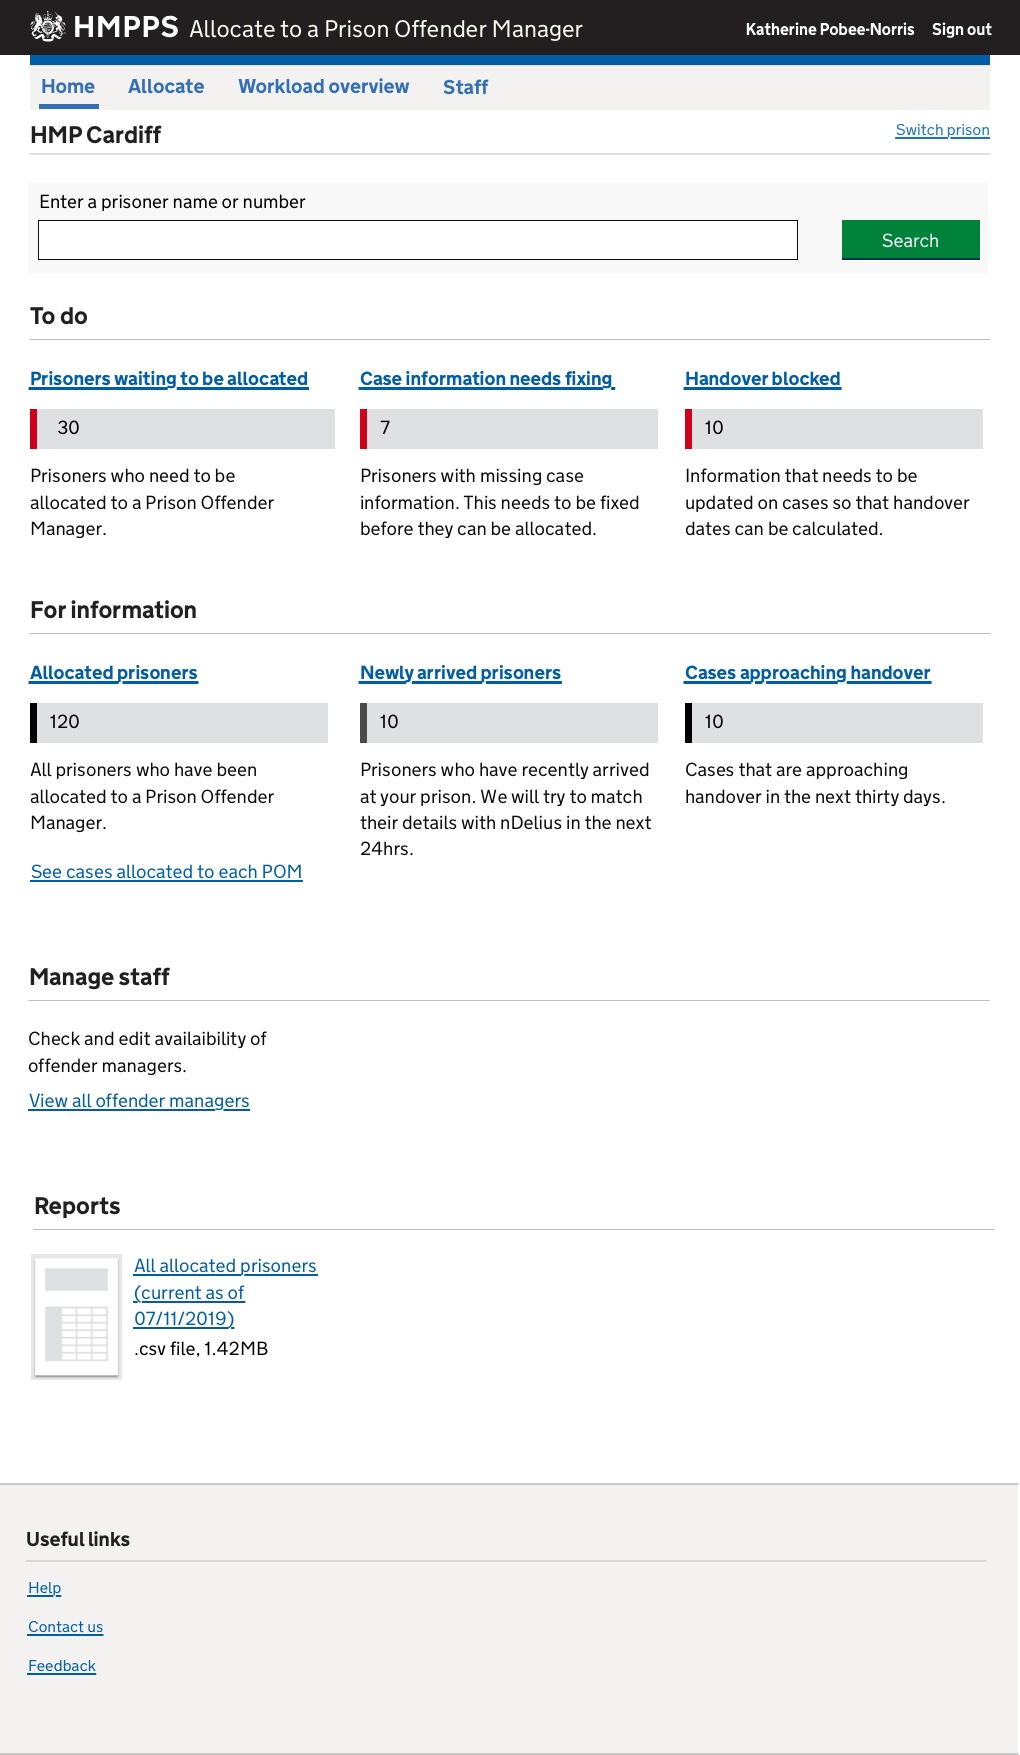 HMPPS Allocate to a Prison Offender Manager Katherine Pobee-Norris Sign out
Home Allocate Workload overview Staff
HMP Cardiff Switch prison
Enter a prisoner name or number
Search
To do
Prisoners waiting to be allocated
30
Prisoners who need to be
allocated to a Prison Offender
Manager.
Case information needs fixing
7
Prisoners with missing case
information. This needs to be fixed
before they can be allocated.
Handover blocked
10
Information that needs to be
updated on cases so that handover
dates can be calculated.
For information
Allocated prisoners
120
All prisoners who have been
allocated to a Prison Offender
Manager.
See cases allocated to each POM
Newly arrived prisoners
10
Prisoners who have recently arrived
at your prison. We will try to match
their details with nDelius in the next
24hrs.
Cases approaching handover
10
Cases that are approaching
handover in the next thirty days.
Manage staff
Check and edit availaibility of
offender managers.
View all offender managers
Reports
All allocated prisoners
(current as of
07/11/2019)
.csv file, 1.42MB
Useful links
Help
Contact us
Feedback